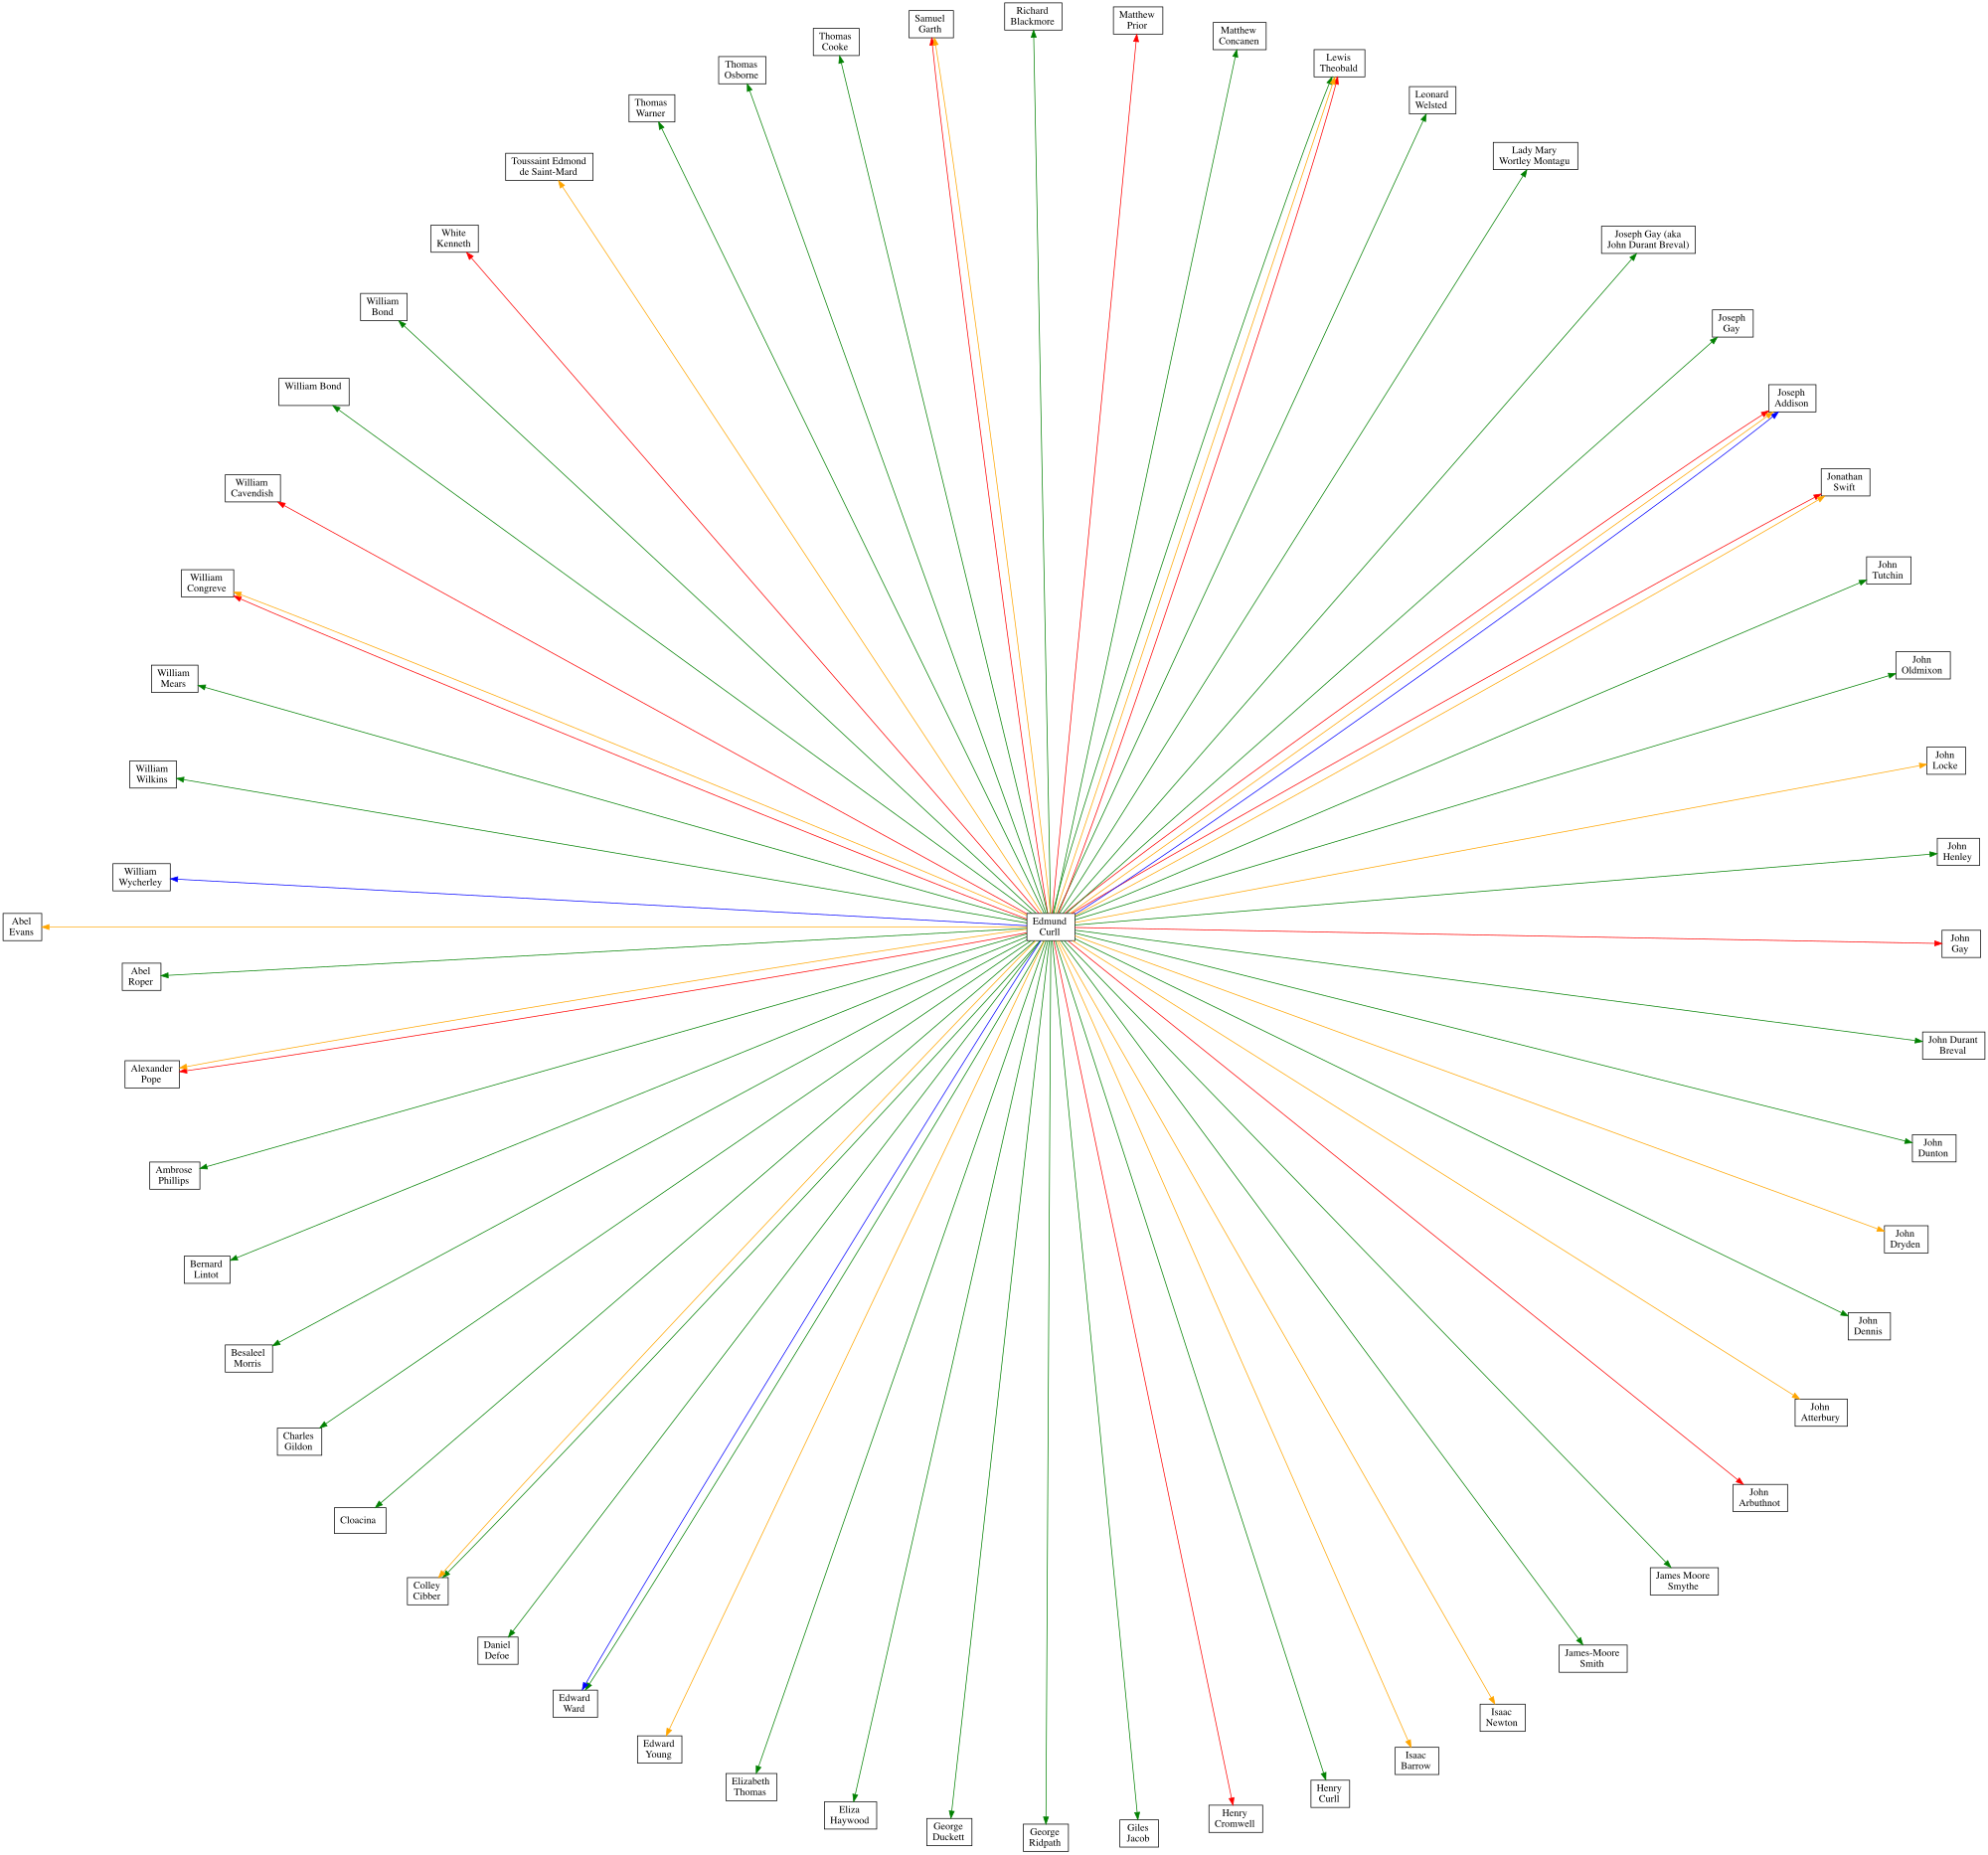 Richard
Blackmore
Matthew
Prior
Samuel
Garth
Matthew
Concanen
Thomas
Cooke
Lewis
Theobald
Thomas
Osborne
Leonard
Welsted
Thomas
Warner
Lady Mary
Wortley Montagu
Toussaint Edmond
de Saint-Mard
Joseph Gay (aka
John Durant Breval)
White
Kenneth
William
Bond
Joseph
Gay
William Bond
Joseph
Addison
William
Cavendish
Jonathan
Swift
William
Congreve
John
Tutchin
William
Mears
John
Oldmixon
William
Wilkins
John
Locke
William
Wycherley
John
Henley
Abel
Evans
Edmund
Curll
John
Gay
Abel
Roper
Alexander
Pope
John Durant
Breval
Ambrose
Phillips
John
Dunton
Bernard
Lintot
John
Dryden
Besaleel
Morris
John
Dennis
Charles
Gildon
John
Atterbury
Cloacina
John
Arbuthnot
Colley
Cibber
James Moore
Smythe
Daniel
Defoe
James-Moore
Smith
Edward
Ward
Isaac
Newton
Edward
Young
Isaac
Barrow
Elizabeth
Thomas
Henry
Curll
Eliza
Haywood
Henry
Cromwell
George
Duckett
George
Ridpath
Giles
Jacob